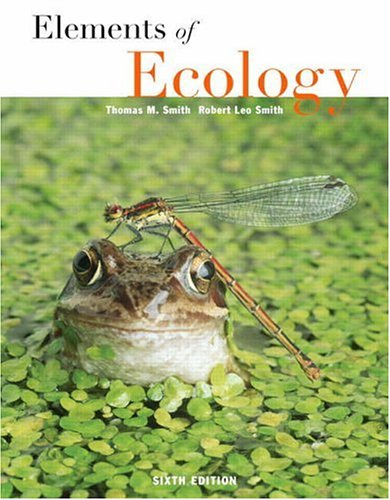 Elements of
Ecology
Thomas M. Smith Robert Leo Smith
SIXTH EDITION